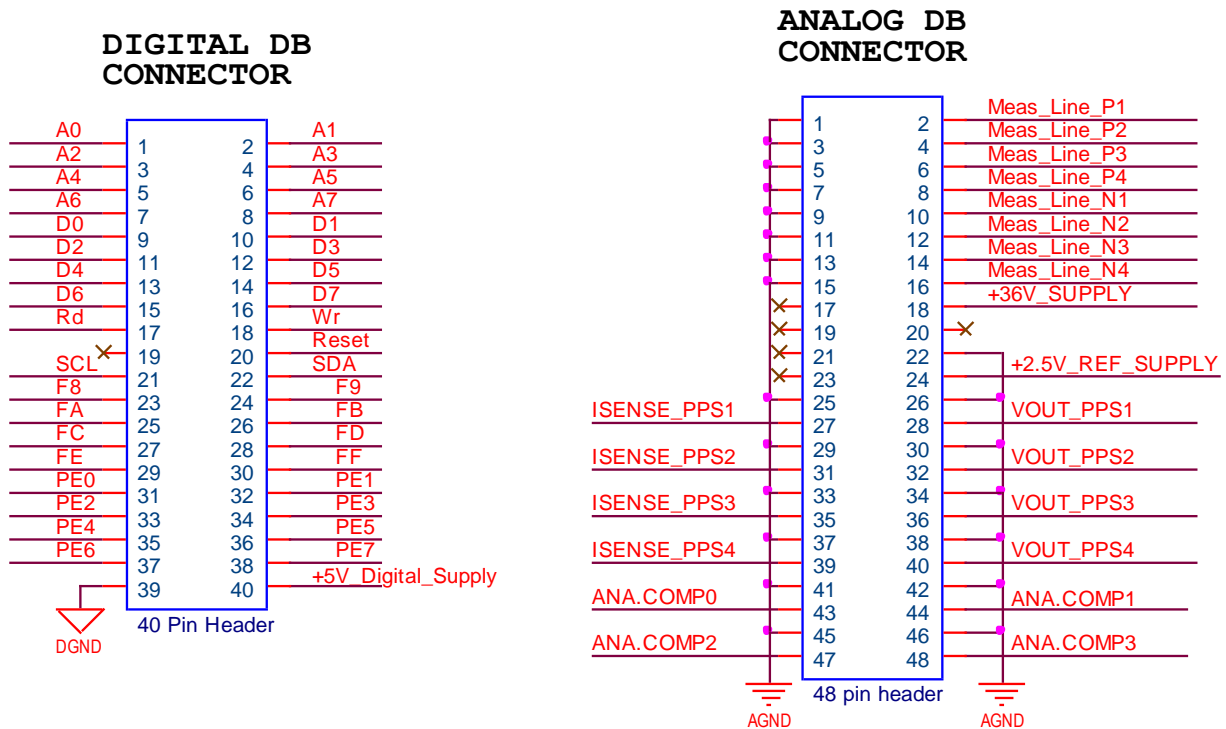 DIGITAL DB
CONNECTOR
A0 1 2 A1
A2 3 4 A3
A4 5 6 A5
A6 7 8 A7
D0 9 10 D1
D2 11 12 D3
D4 13 14 D5
D6 15 16 D7
Rd 17 18 Wr
19 20 Reset
SCL 21 22 SDA
F8 23 24 F9
FA 25 26 FB
FC 27 28 FD
FE 29 30 FF
PE0 31 32 PE1
PE2 33 34 PE3
PE4 35 36 PE5
PE6 37 38 PE7
39 40 +5V_Digital_Supply
40 Pin Header
DGND
ANALOG DB
CONNECTOR
1 2 Meas_Line_P1
3 4 Meas_Line_P2
5 6 Meas_Line_P3
7 8 Meas_Line_P4
9 10 Meas_Line_N1
11 12 Meas_Line_N2
13 14 Meas_Line_N3
15 16 Meas_Line_N4
17 18 +36V_SUPPLY
19 20
21 22
23 24 +2.5V_REF_SUPPLY
25 26
ISENSE_PPS1 27 28 VOUT_PPS1
29 30
ISENSE_PPS2 31 32 VOUT_PPS2
33 34
ISENSE_PPS3 35 36 VOUT_PPS3
37 38
ISENSE_PPS4 39 40 VOUT_PPS4
41 42
ANA.COMP0 43 44 ANA.COMP1
45 46
ANA.COMP2 47 48 ANA.COMP3
48 pin header
AGND AGND